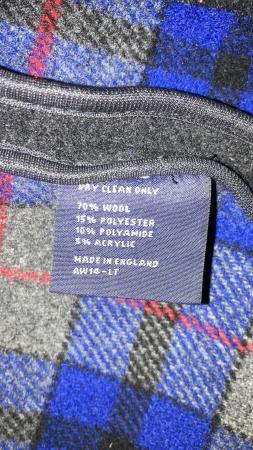 DRY CLEAN ONLY
70% WOOL
15% POLYESTER
10% POLYAMIDE
5% ACRYLIC
MADE IN ENGLAND
AW14-LT